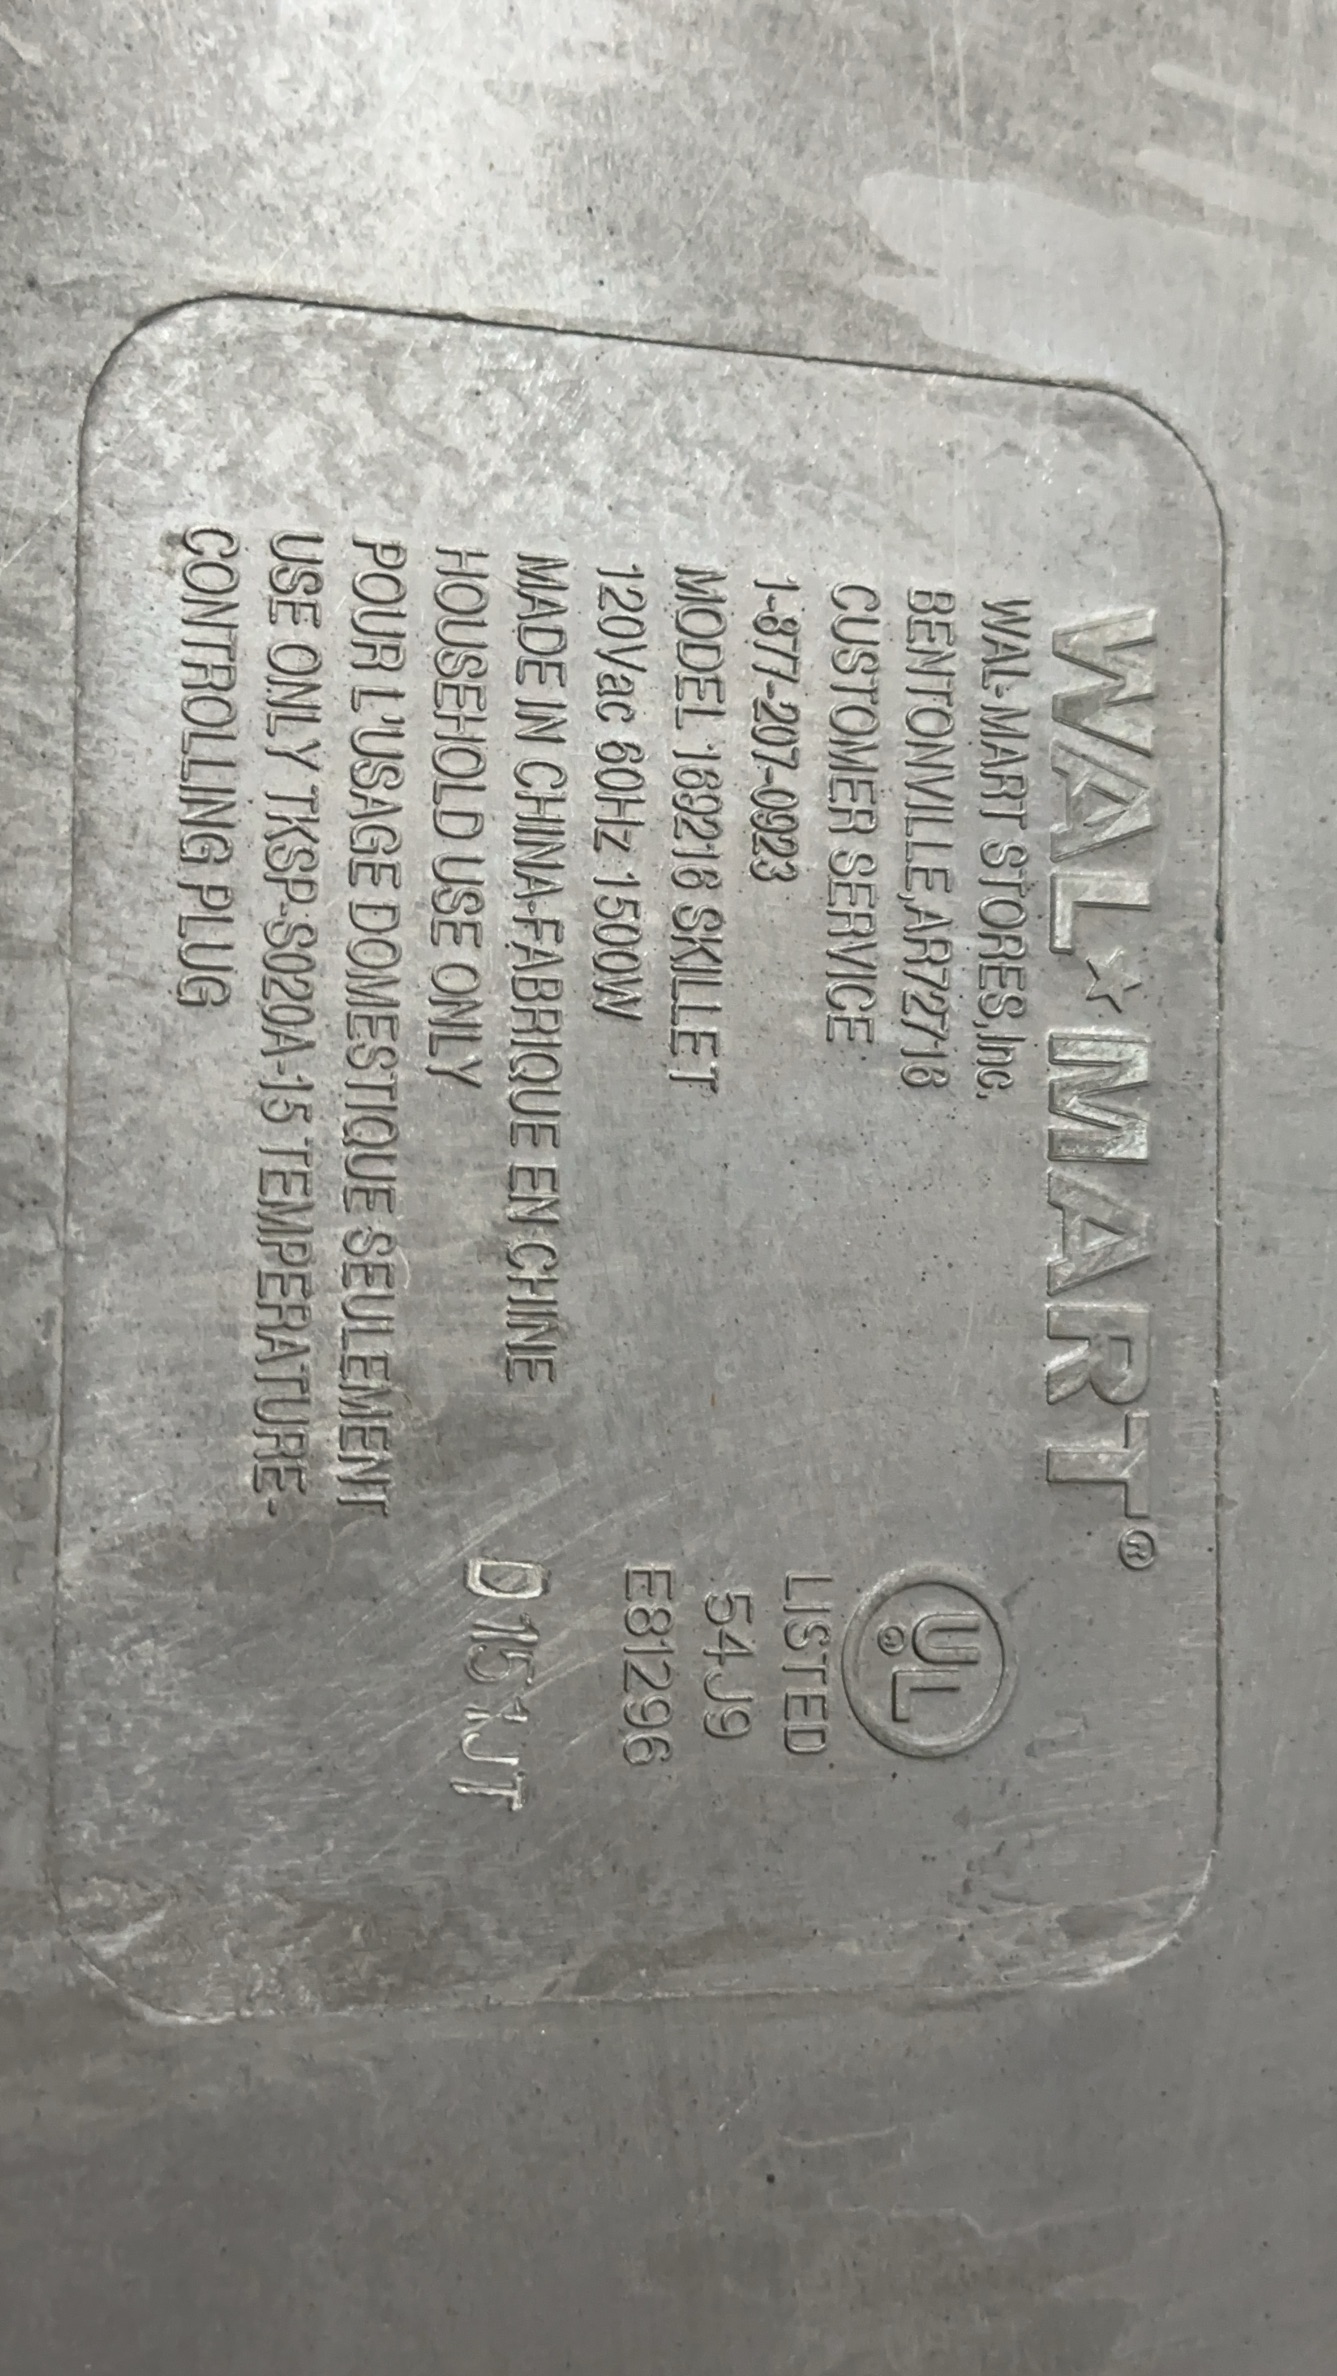 WAL★MART®
WAL-MART STORES,Inc.
BENTONVILLE,AR72716
CUSTOMER SERVICE
1-877-207-0923
MODEL 169216 SKILLET
120Vac 60Hz 1500W
MADE IN CHINA-FABRIQUE EN CHINE
HOUSEHOLD USE ONLY
POUR L'USAGE DOMESTIQUE SEULEMENT
USE ONLY TKSP-S020A-15 TEMPERATURE-
CONTROLLING PLUG
UL®
LISTED
54J9
E81296
D151JT